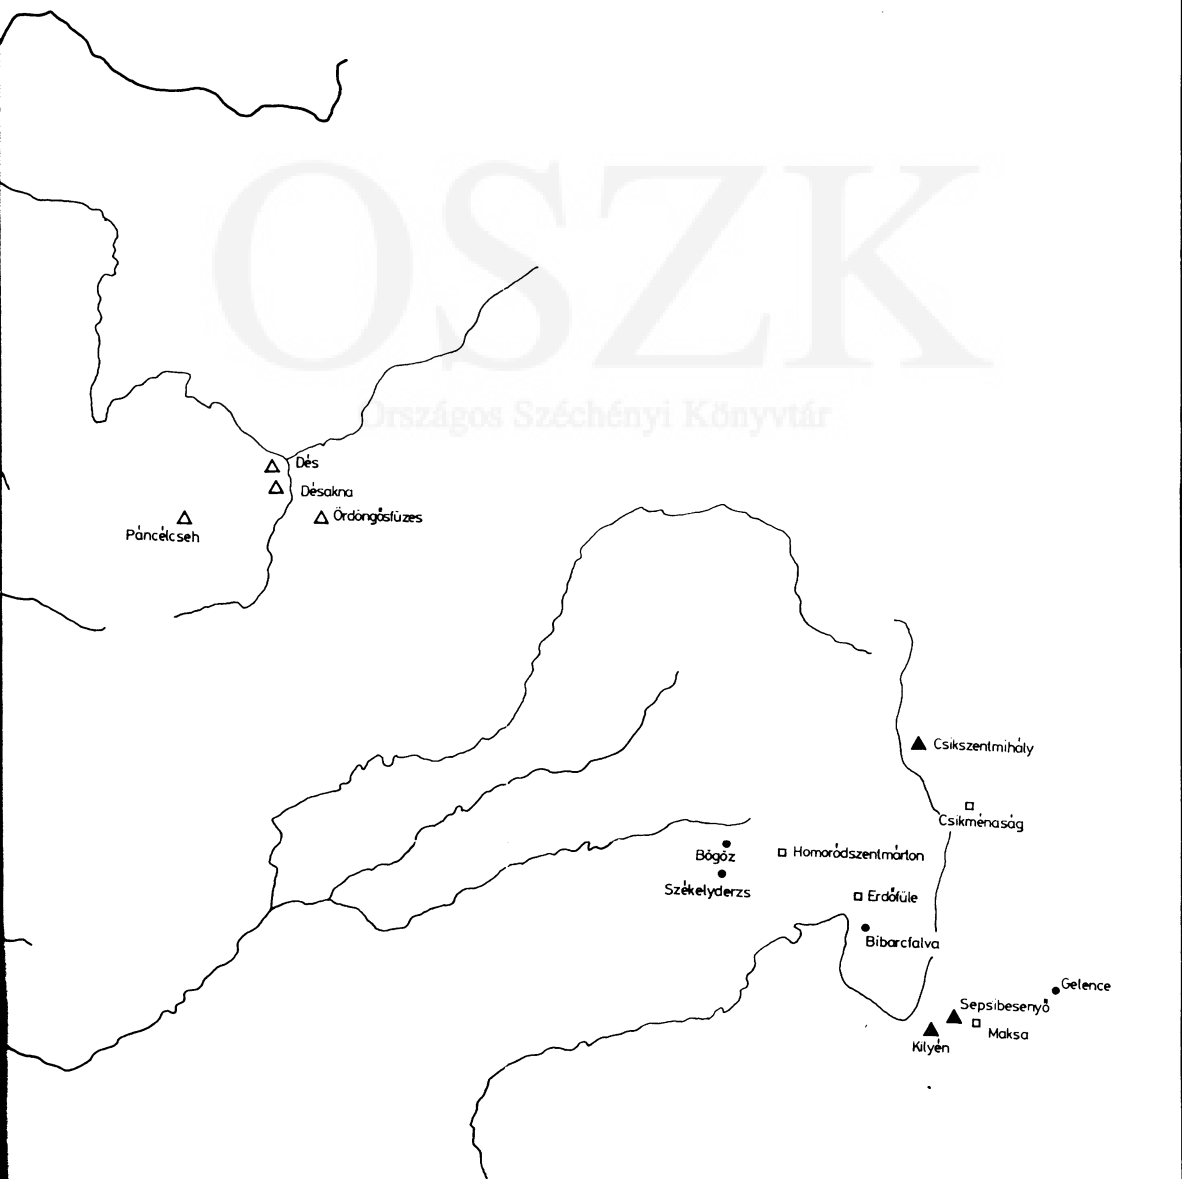 OSZK
Országos Széchényi Könyvtár
Dés
Désakna
Ördöngösfüzes
Páncélcseh
Csikszentmihály
Csikménaság
Bögöz
Homoródszentmárton
Székelyderzs
Erdőfüle
Bibarcfalva
Gelence
Sepsibesenyő
Maksa
Kilyén